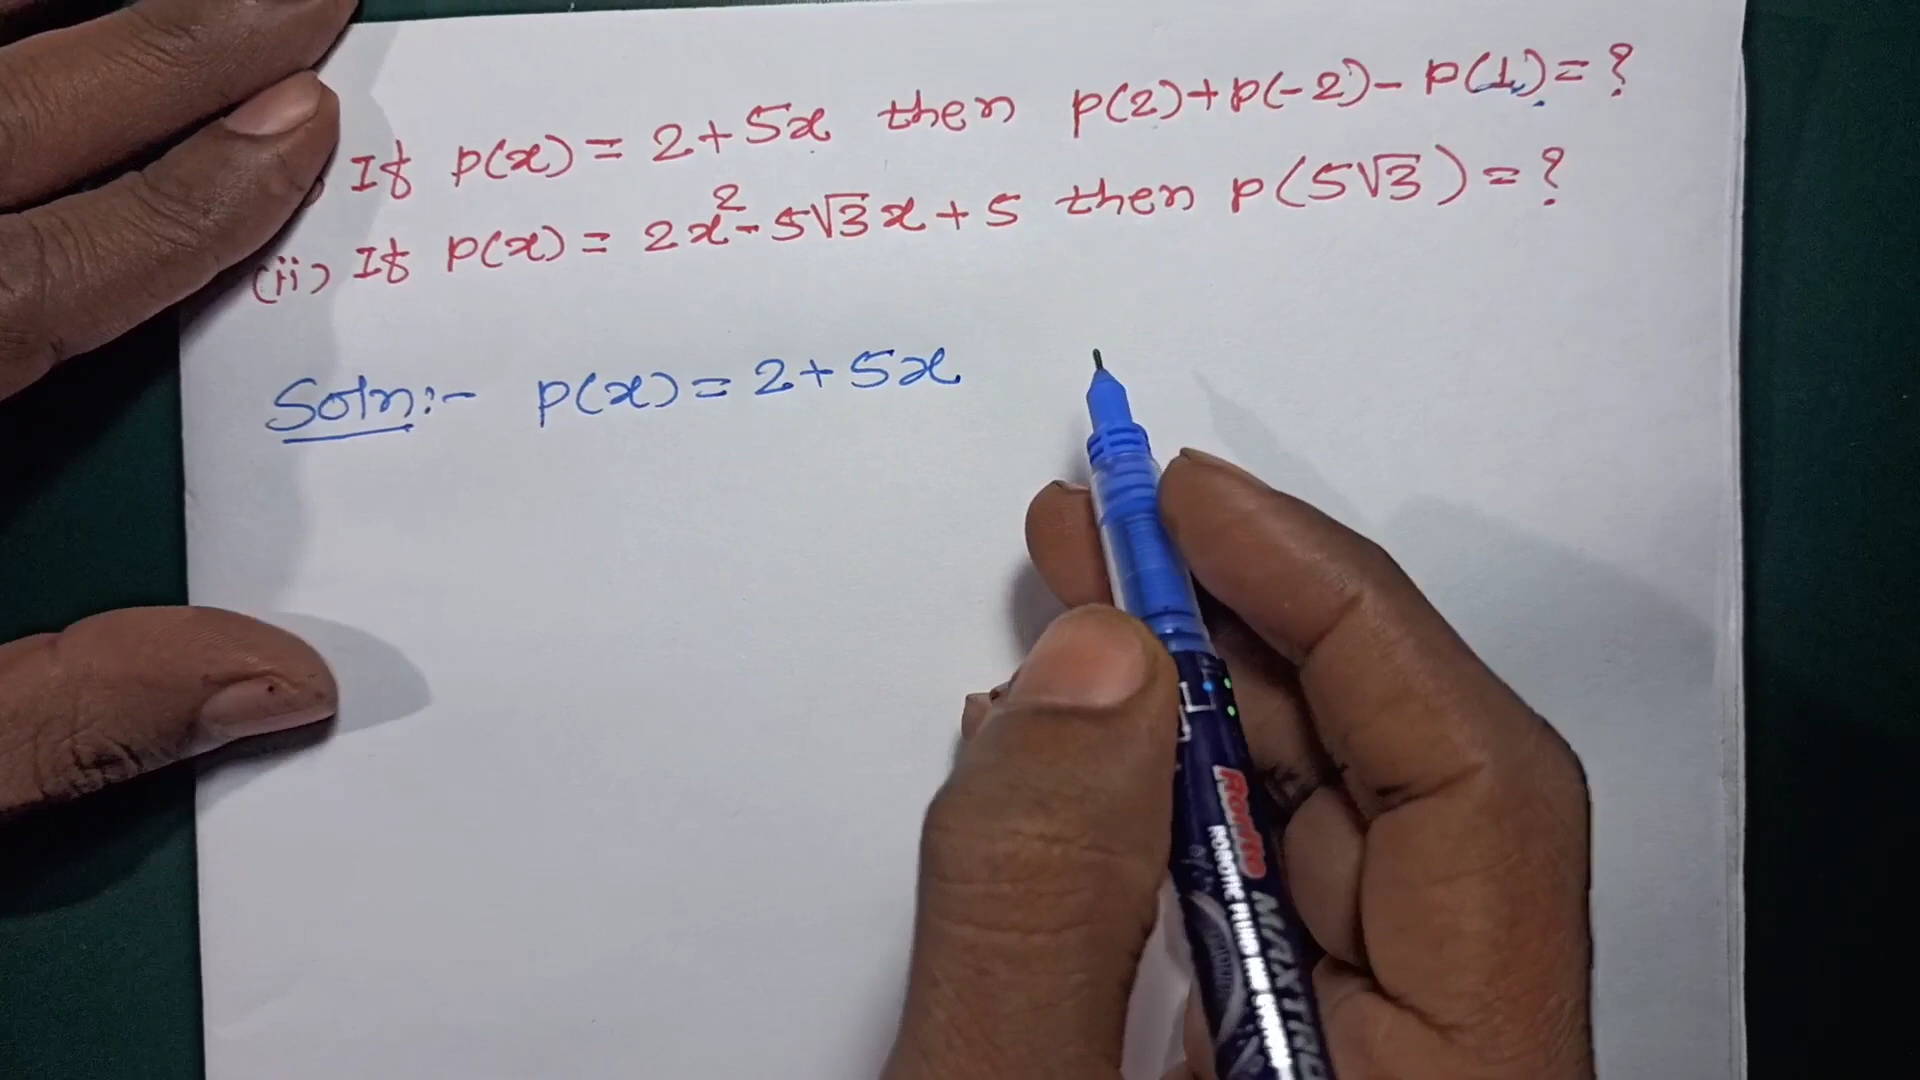 If p(x) = 2+5x then p(2)+p(-2)-p(1)=?
(ii) If p(x) = 2x²-5√3x+5 then p(5√3)=?
Soln:- p(x)=2+5x
Rorito
MAXTRO